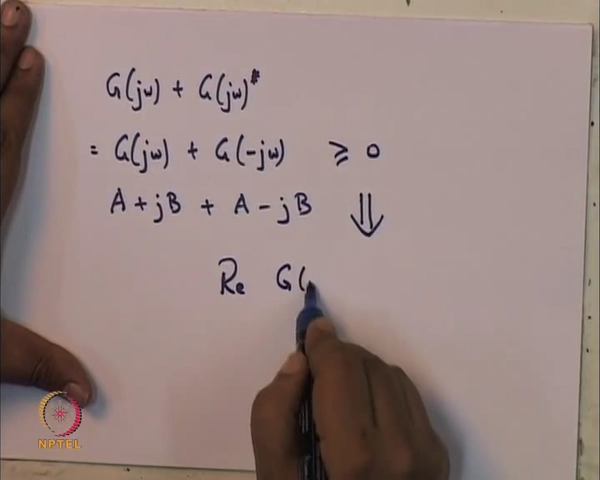 G(jω) + G(jω)*
= G(jω) + G(-jω) ⩾ 0
A + jB + A - jB ⇓
Re G(
NPTEL